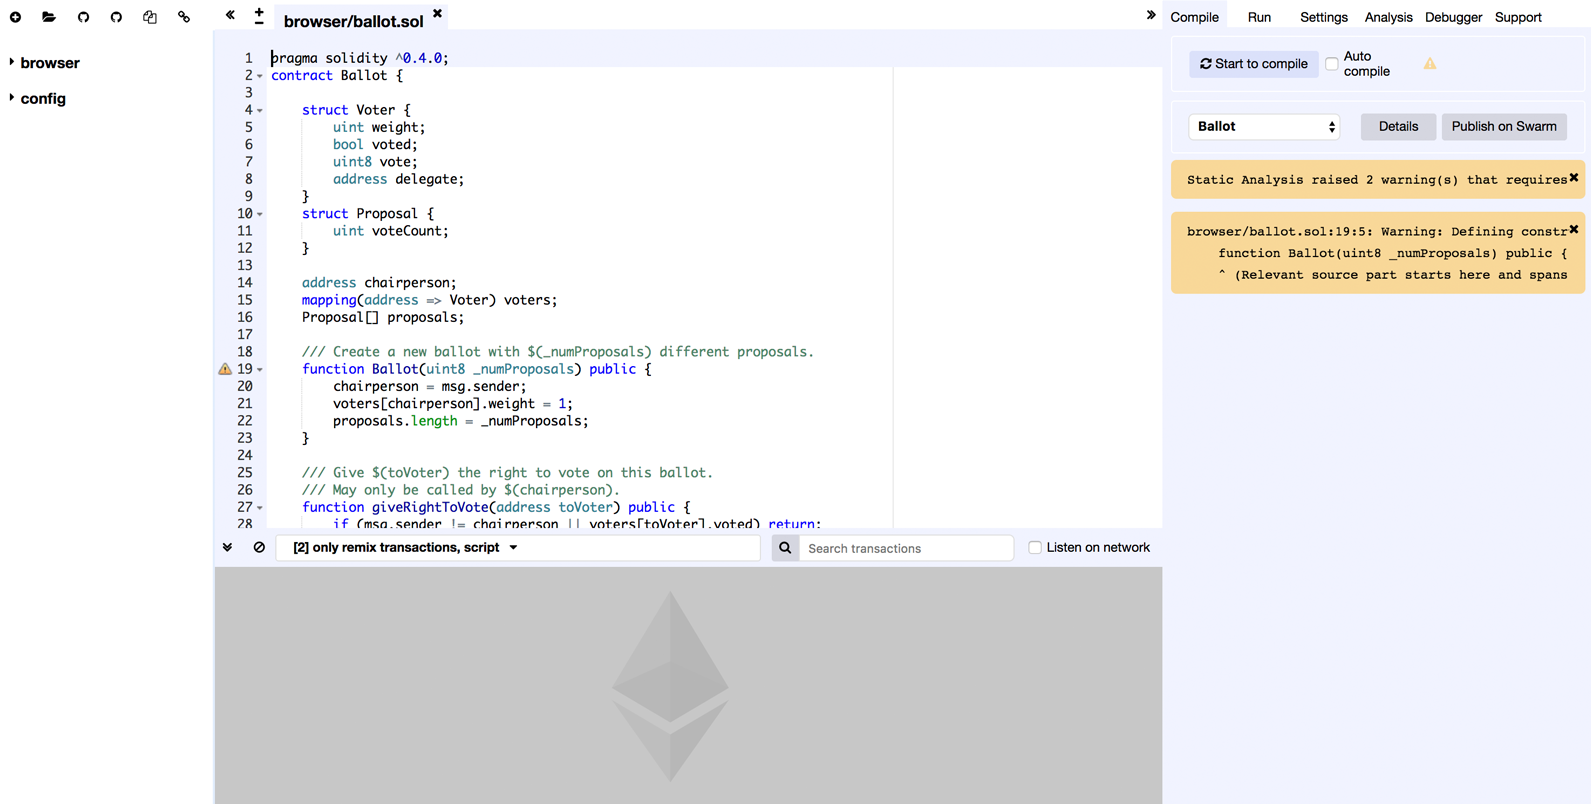 browser/ballot.sol
Compile Run Settings Analysis Debugger Support
browser
config
1 pragma solidity ^0.4.0;
2 contract Ballot {
3
4 struct Voter {
5 uint weight;
6 bool voted;
7 uint8 vote;
8 address delegate;
9 }
10 struct Proposal {
11 uint voteCount;
12 }
13
14 address chairperson;
15 mapping(address => Voter) voters;
16 Proposal[] proposals;
17
18 /// Create a new ballot with $(_numProposals) different proposals.
19 function Ballot(uint8 _numProposals) public {
20 chairperson = msg.sender;
21 voters[chairperson].weight = 1;
22 proposals.length = _numProposals;
23 }
24
25 /// Give $(toVoter) the right to vote on this ballot.
26 /// May only be called by $(chairperson).
27 function giveRightToVote(address toVoter) public {
28 if (msg.sender != chairperson || voters[toVoter].voted) return;
[2] only remix transactions, script
Search transactions
Listen on network
Start to compile
Auto
compile
Ballot
Details
Publish on Swarm
Static Analysis raised 2 warning(s) that requires
browser/ballot.sol:19:5: Warning: Defining constr
function Ballot(uint8 _numProposals) public {
^ (Relevant source part starts here and spans